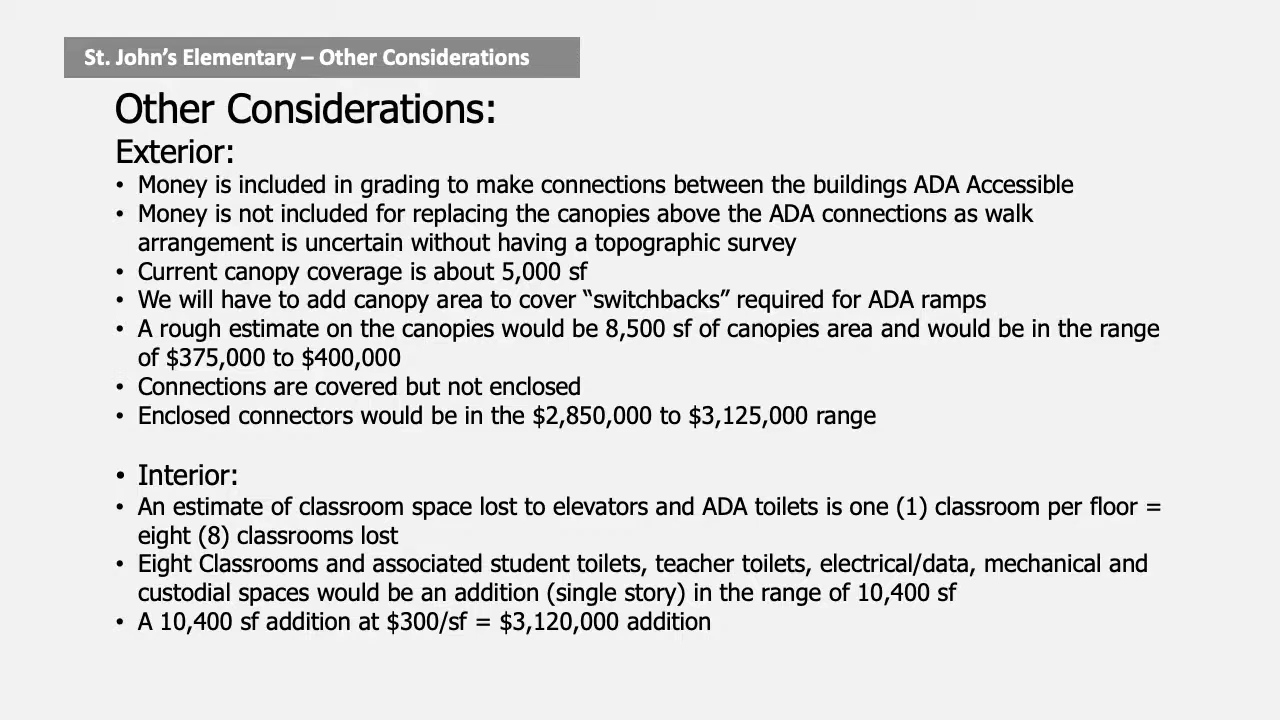 St. John’s Elementary – Other Considerations
Other Considerations:
Exterior:
• Money is included in grading to make connections between the buildings ADA Accessible
• Money is not included for replacing the canopies above the ADA connections as walk
arrangement is uncertain without having a topographic survey
• Current canopy coverage is about 5,000 sf
• We will have to add canopy area to cover “switchbacks” required for ADA ramps
• A rough estimate on the canopies would be 8,500 sf of canopies area and would be in the range
of $375,000 to $400,000
• Connections are covered but not enclosed
• Enclosed connectors would be in the $2,850,000 to $3,125,000 range
• Interior:
• An estimate of classroom space lost to elevators and ADA toilets is one (1) classroom per floor =
eight (8) classrooms lost
• Eight Classrooms and associated student toilets, teacher toilets, electrical/data, mechanical and
custodial spaces would be an addition (single story) in the range of 10,400 sf
• A 10,400 sf addition at $300/sf = $3,120,000 addition